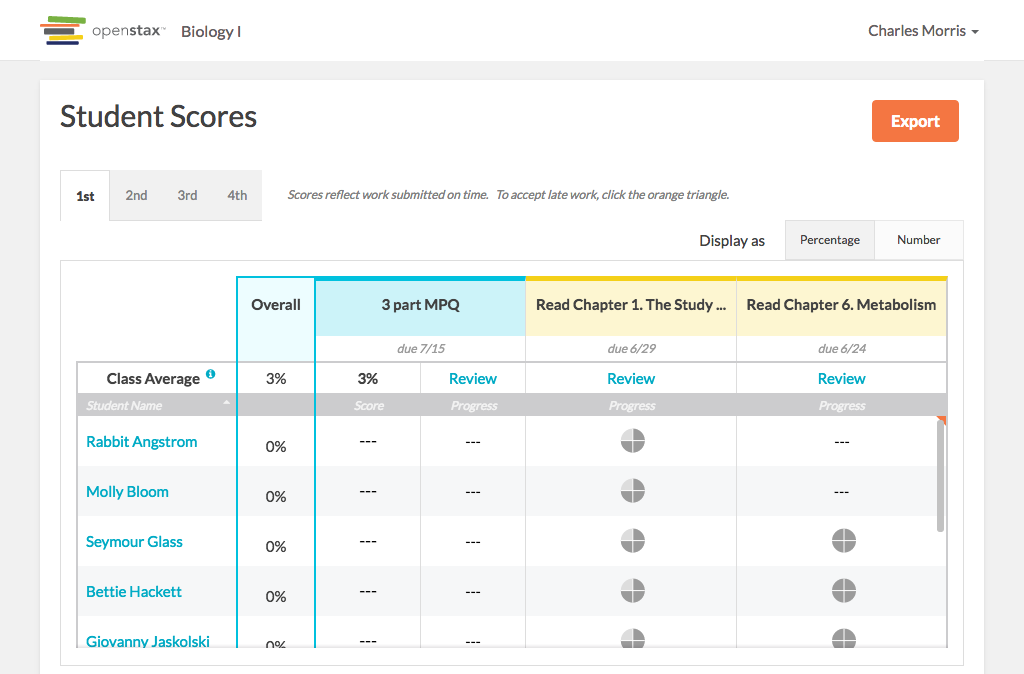 openstax™ Biology I
Charles Morris
Student Scores
Export
1st 2nd 3rd 4th
Scores reflect work submitted on time. To accept late work, click the orange triangle.
Display as Percentage Number
Overall 3 part MPQ Read Chapter 1. The Study ... Read Chapter 6. Metabolism
due 7/15 due 6/29 due 6/24
Class Average i 3% 3% Review Review Review
Student Name Score Progress Progress Progress
Rabbit Angstrom 0% --- --- ---
Molly Bloom 0% --- --- ---
Seymour Glass 0% --- ---
Bettie Hackett 0% --- ---
Giovanny Jaskolski 0% --- ---